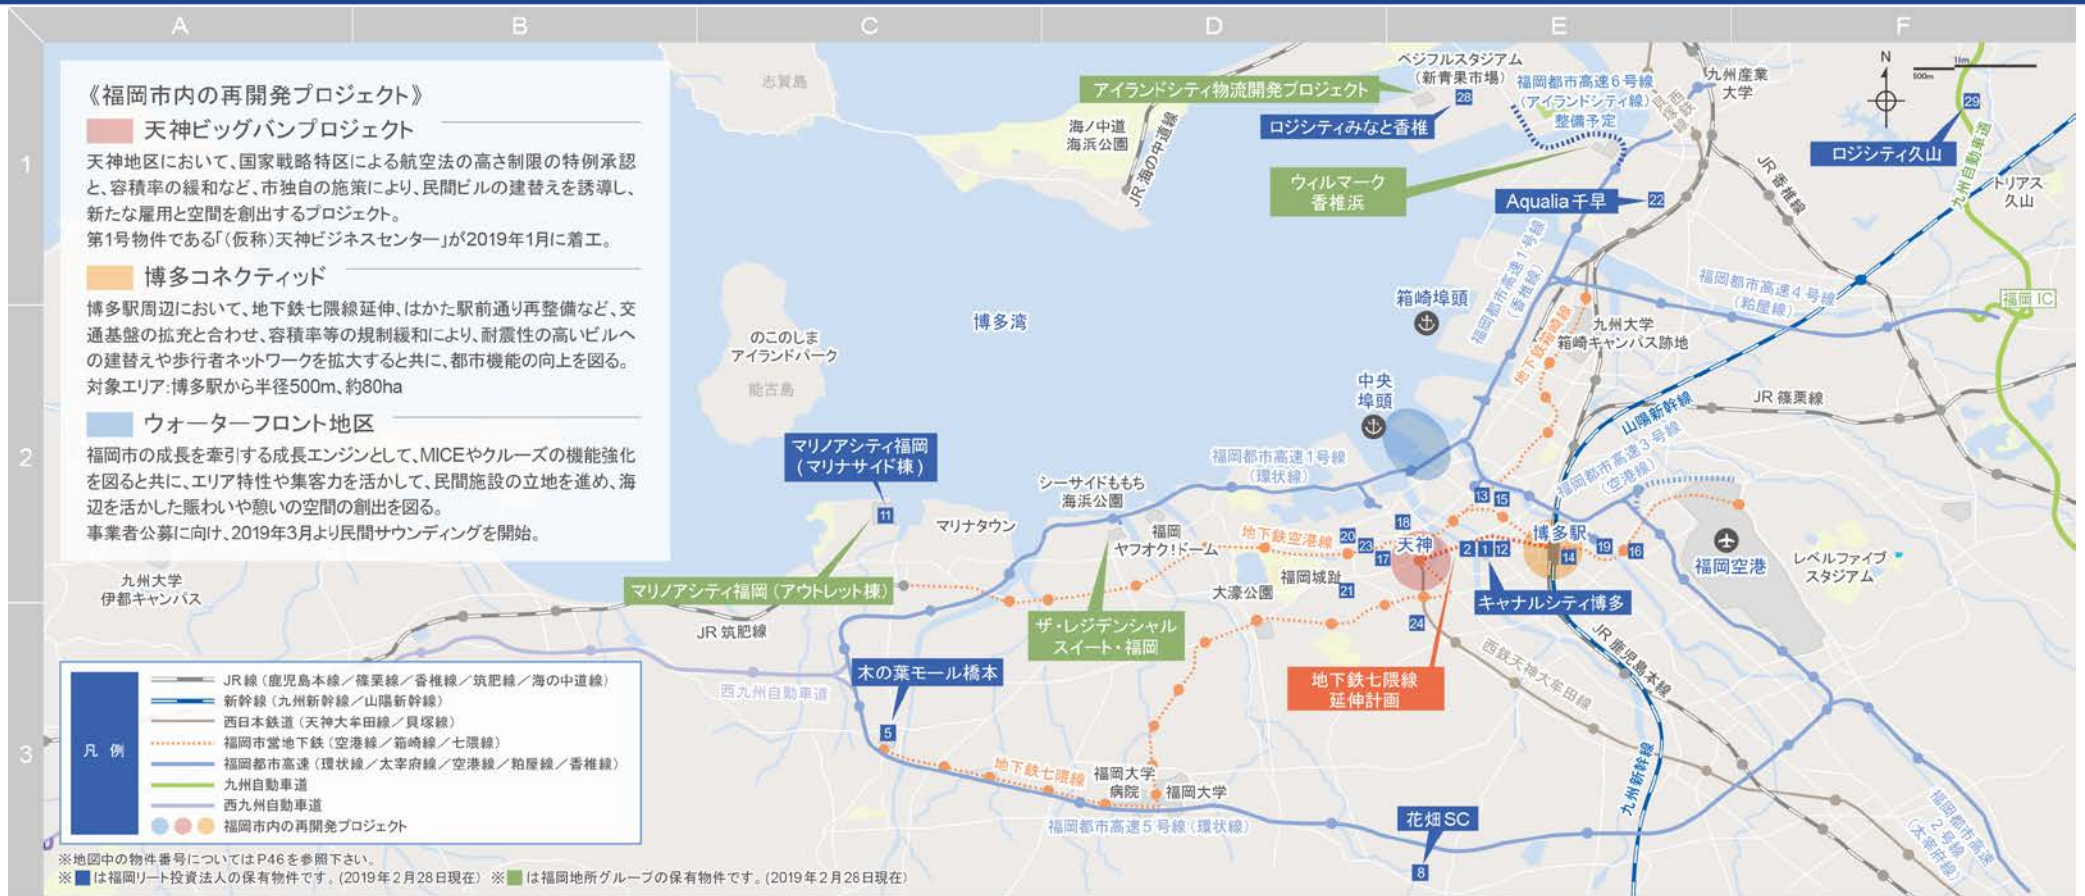 A B C D E F
1
2
3
《福岡市内の再開発プロジェクト》
天神ビッグバンプロジェクト
天神地区において、国家戦略特区による航空法の高さ制限の特例承認
と、容積率の緩和など、市独自の施策により、民間ビルの建替えを誘導し、
新たな雇用と空間を創出するプロジェクト。
第1号物件である「(仮称)天神ビジネスセンター」が2019年1月に着工。
博多コネクティッド
博多駅周辺において、地下鉄七隈線延伸、はかた駅前通り再整備など、交
通基盤の拡充と合わせ、容積率等の規制緩和により、耐震性の高いビルへ
の建替えや歩行者ネットワークを拡大すると共に、都市機能の向上を図る。
対象エリア:博多駅から半径500m、約80ha
ウォーターフロント地区
福岡市の成長を牽引する成長エンジンとして、MICEやクルーズの機能強化
を図ると共に、エリア特性や集客力を活かして、民間施設の立地を進め、海
辺を活かした賑わいや憩いの空間の創出を図る。
事業者公募に向け、2019年3月より民間サウンディングを開始。
志賀島
海ノ中道
海浜公園
JR 海の中道線
アイランドシティ物流開発プロジェクト
ベジフルスタジアム
(新青果市場)
28
ロジシティみなと香椎
福岡都市高速6号線
(アイランドシティ線)
整備予定
九州産業
大学
N
500m
1km
29
ロジシティ久山
九州自動車道
トリアス
久山
ウィルマーク
香椎浜
Aqualia千早
22
JR 香椎線
福岡都市高速1号線
(香椎線)
福岡都市高速4号線
(粕屋線)
福岡IC
箱崎埠頭
地下鉄箱崎線
九州大学
箱崎キャンパス跡地
のこのしま
アイランドパーク
能古島
博多湾
中央
埠頭
山陽新幹線
JR 篠栗線
マリノアシティ福岡
(マリナサイド棟)
11
福岡都市高速1号線
(環状線)
福岡都市高速3号線
(空港線)
シーサイドももち
海浜公園
マリナタウン
福岡
ヤフオク!ドーム
地下鉄空港線
20
23
18
17
天神
13
15
2
1
12
博多駅
14
19
16
福岡空港
レベルファイブ
スタジアム
九州大学
伊都キャンパス
マリノアシティ福岡(アウトレット棟)
大濠公園
福岡城趾
21
キャナルシティ博多
JR 筑肥線
ザ・レジデンシャル
スイート・福岡
24
JR 鹿児島本線
西鉄天神大牟田線
地下鉄七隈線
延伸計画
西九州自動車道
木の葉モール橋本
5
地下鉄七隈線
福岡大学
病院
福岡大学
福岡都市高速5号線(環状線)
九州新幹線
花畑SC
8
福岡都市高速
2号線
(太宰府線)
凡例
JR線(鹿児島本線/篠栗線/香椎線/筑肥線/海の中道線)
新幹線(九州新幹線/山陽新幹線)
西日本鉄道(天神大牟田線/貝塚線)
福岡市営地下鉄(空港線/箱崎線/七隈線)
福岡都市高速(環状線/太宰府線/空港線/粕屋線/香椎線)
九州自動車道
西九州自動車道
福岡市内の再開発プロジェクト
※地図中の物件番号についてはP46を参照下さい。
※■は福岡リート投資法人の保有物件です。(2019年2月28日現在) ※■は福岡地所グループの保有物件です。(2019年2月28日現在)